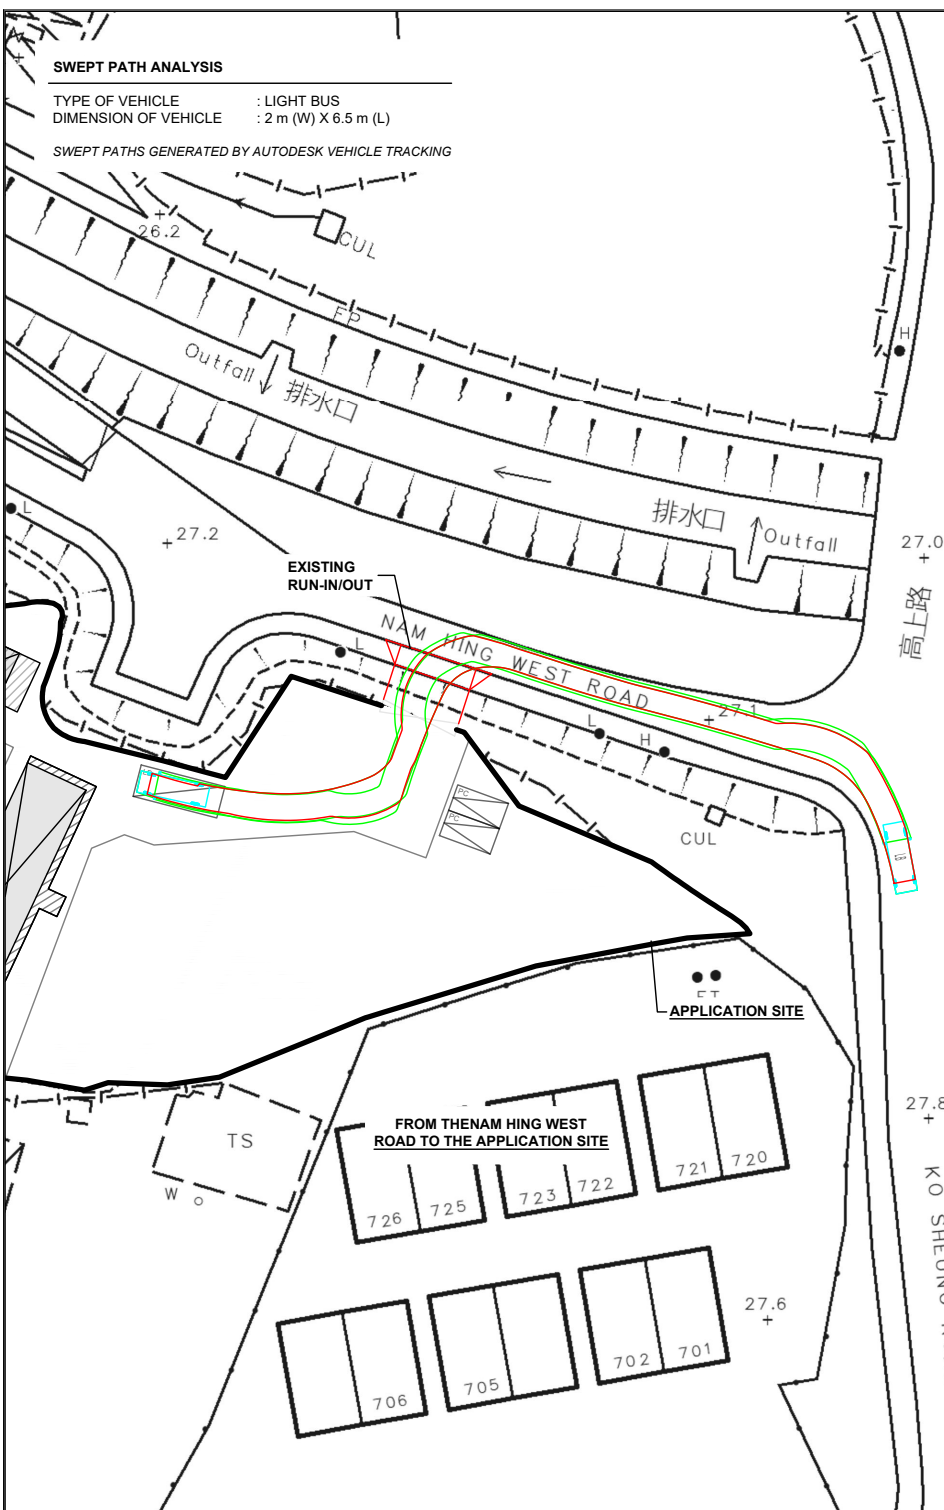 SWEPT PATH ANALYSIS
TYPE OF VEHICLE : LIGHT BUS
DIMENSION OF VEHICLE : 2 m (W) X 6.5 m (L)
SWEPT PATHS GENERATED BY AUTODESK VEHICLE TRACKING
26.2
CUL
FP
H
Outfall
排水口
排水口
Outfall
L
27.2
27.0
EXISTING
RUN-IN/OUT
高上路
NAM HING WEST ROAD
L
27.1
L
H
PC
PC
CUL
APPLICATION SITE
27.8
FROM THENAM HING WEST
ROAD TO THE APPLICATION SITE
TS
W
726
725
723
722
721
720
KO SHEUNG
27.6
706
705
702
701